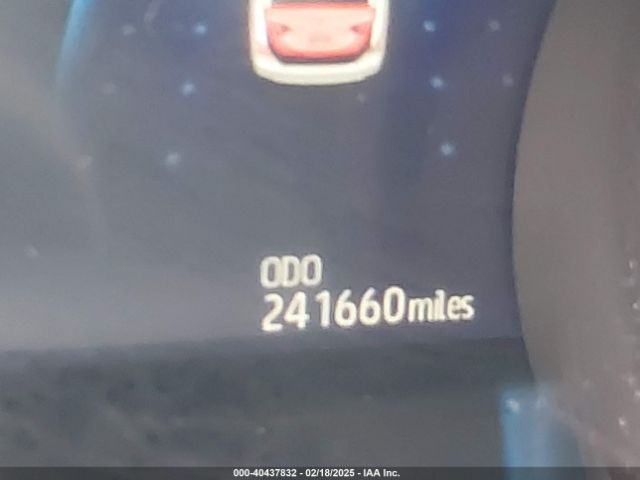 ODO
241660miles
000-40437832 - 02/18/2025 - IAA Inc.